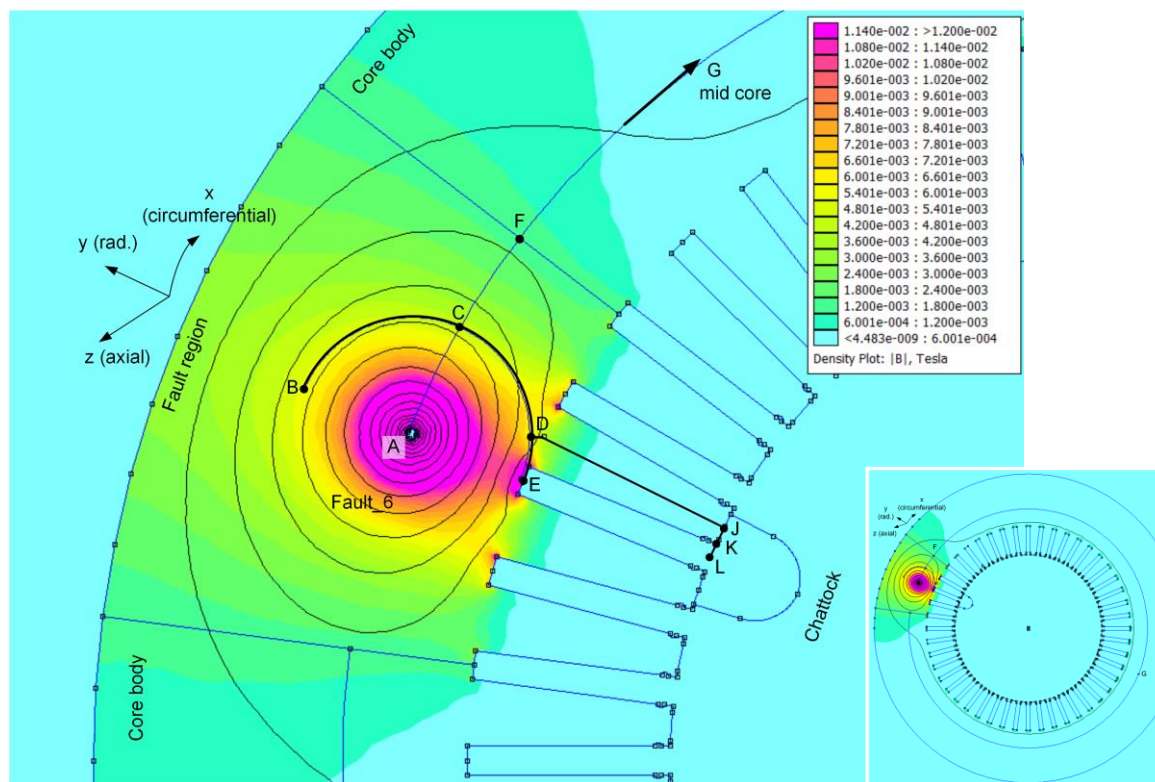 Core body
G
mid core
x
(circumferential)
y (rad.)
z (axial)
Fault region
F
C
B
A
D
E
Fault_6
J
K
L
Chattock
Core body
1.140e-002 : >1.200e-002
1.080e-002 : 1.140e-002
1.020e-002 : 1.080e-002
9.601e-003 : 1.020e-002
9.001e-003 : 9.601e-003
8.401e-003 : 9.001e-003
7.801e-003 : 8.401e-003
7.201e-003 : 7.801e-003
6.601e-003 : 7.201e-003
6.001e-003 : 6.601e-003
5.401e-003 : 6.001e-003
4.801e-003 : 5.401e-003
4.200e-003 : 4.801e-003
3.600e-003 : 4.200e-003
3.000e-003 : 3.600e-003
2.400e-003 : 3.000e-003
1.800e-003 : 2.400e-003
1.200e-003 : 1.800e-003
6.001e-004 : 1.200e-003
<4.483e-009 : 6.001e-004
Density Plot: |B|, Tesla
x
(circumferential)
y (rad.)
z (axial)
F
G